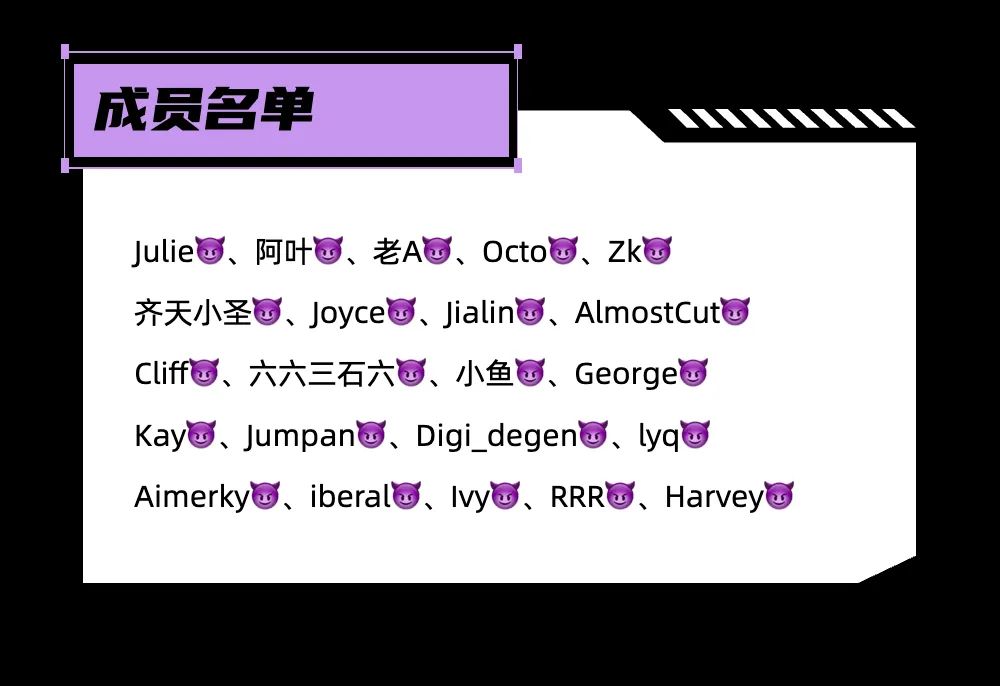 成员名单
Julie😈、阿叶😈、老A😈、Octo😈、Zk😈
齐天小圣😈、Joyce😈、Jialin😈、AlmostCut😈
Cliff😈、六六三石六😈、小鱼😈、George😈
Kay😈、Jumpan😈、Digi_degen😈、lyq😈
Aimerky😈、iberal😈、Ivy😈、RRR😈、Harvey😈